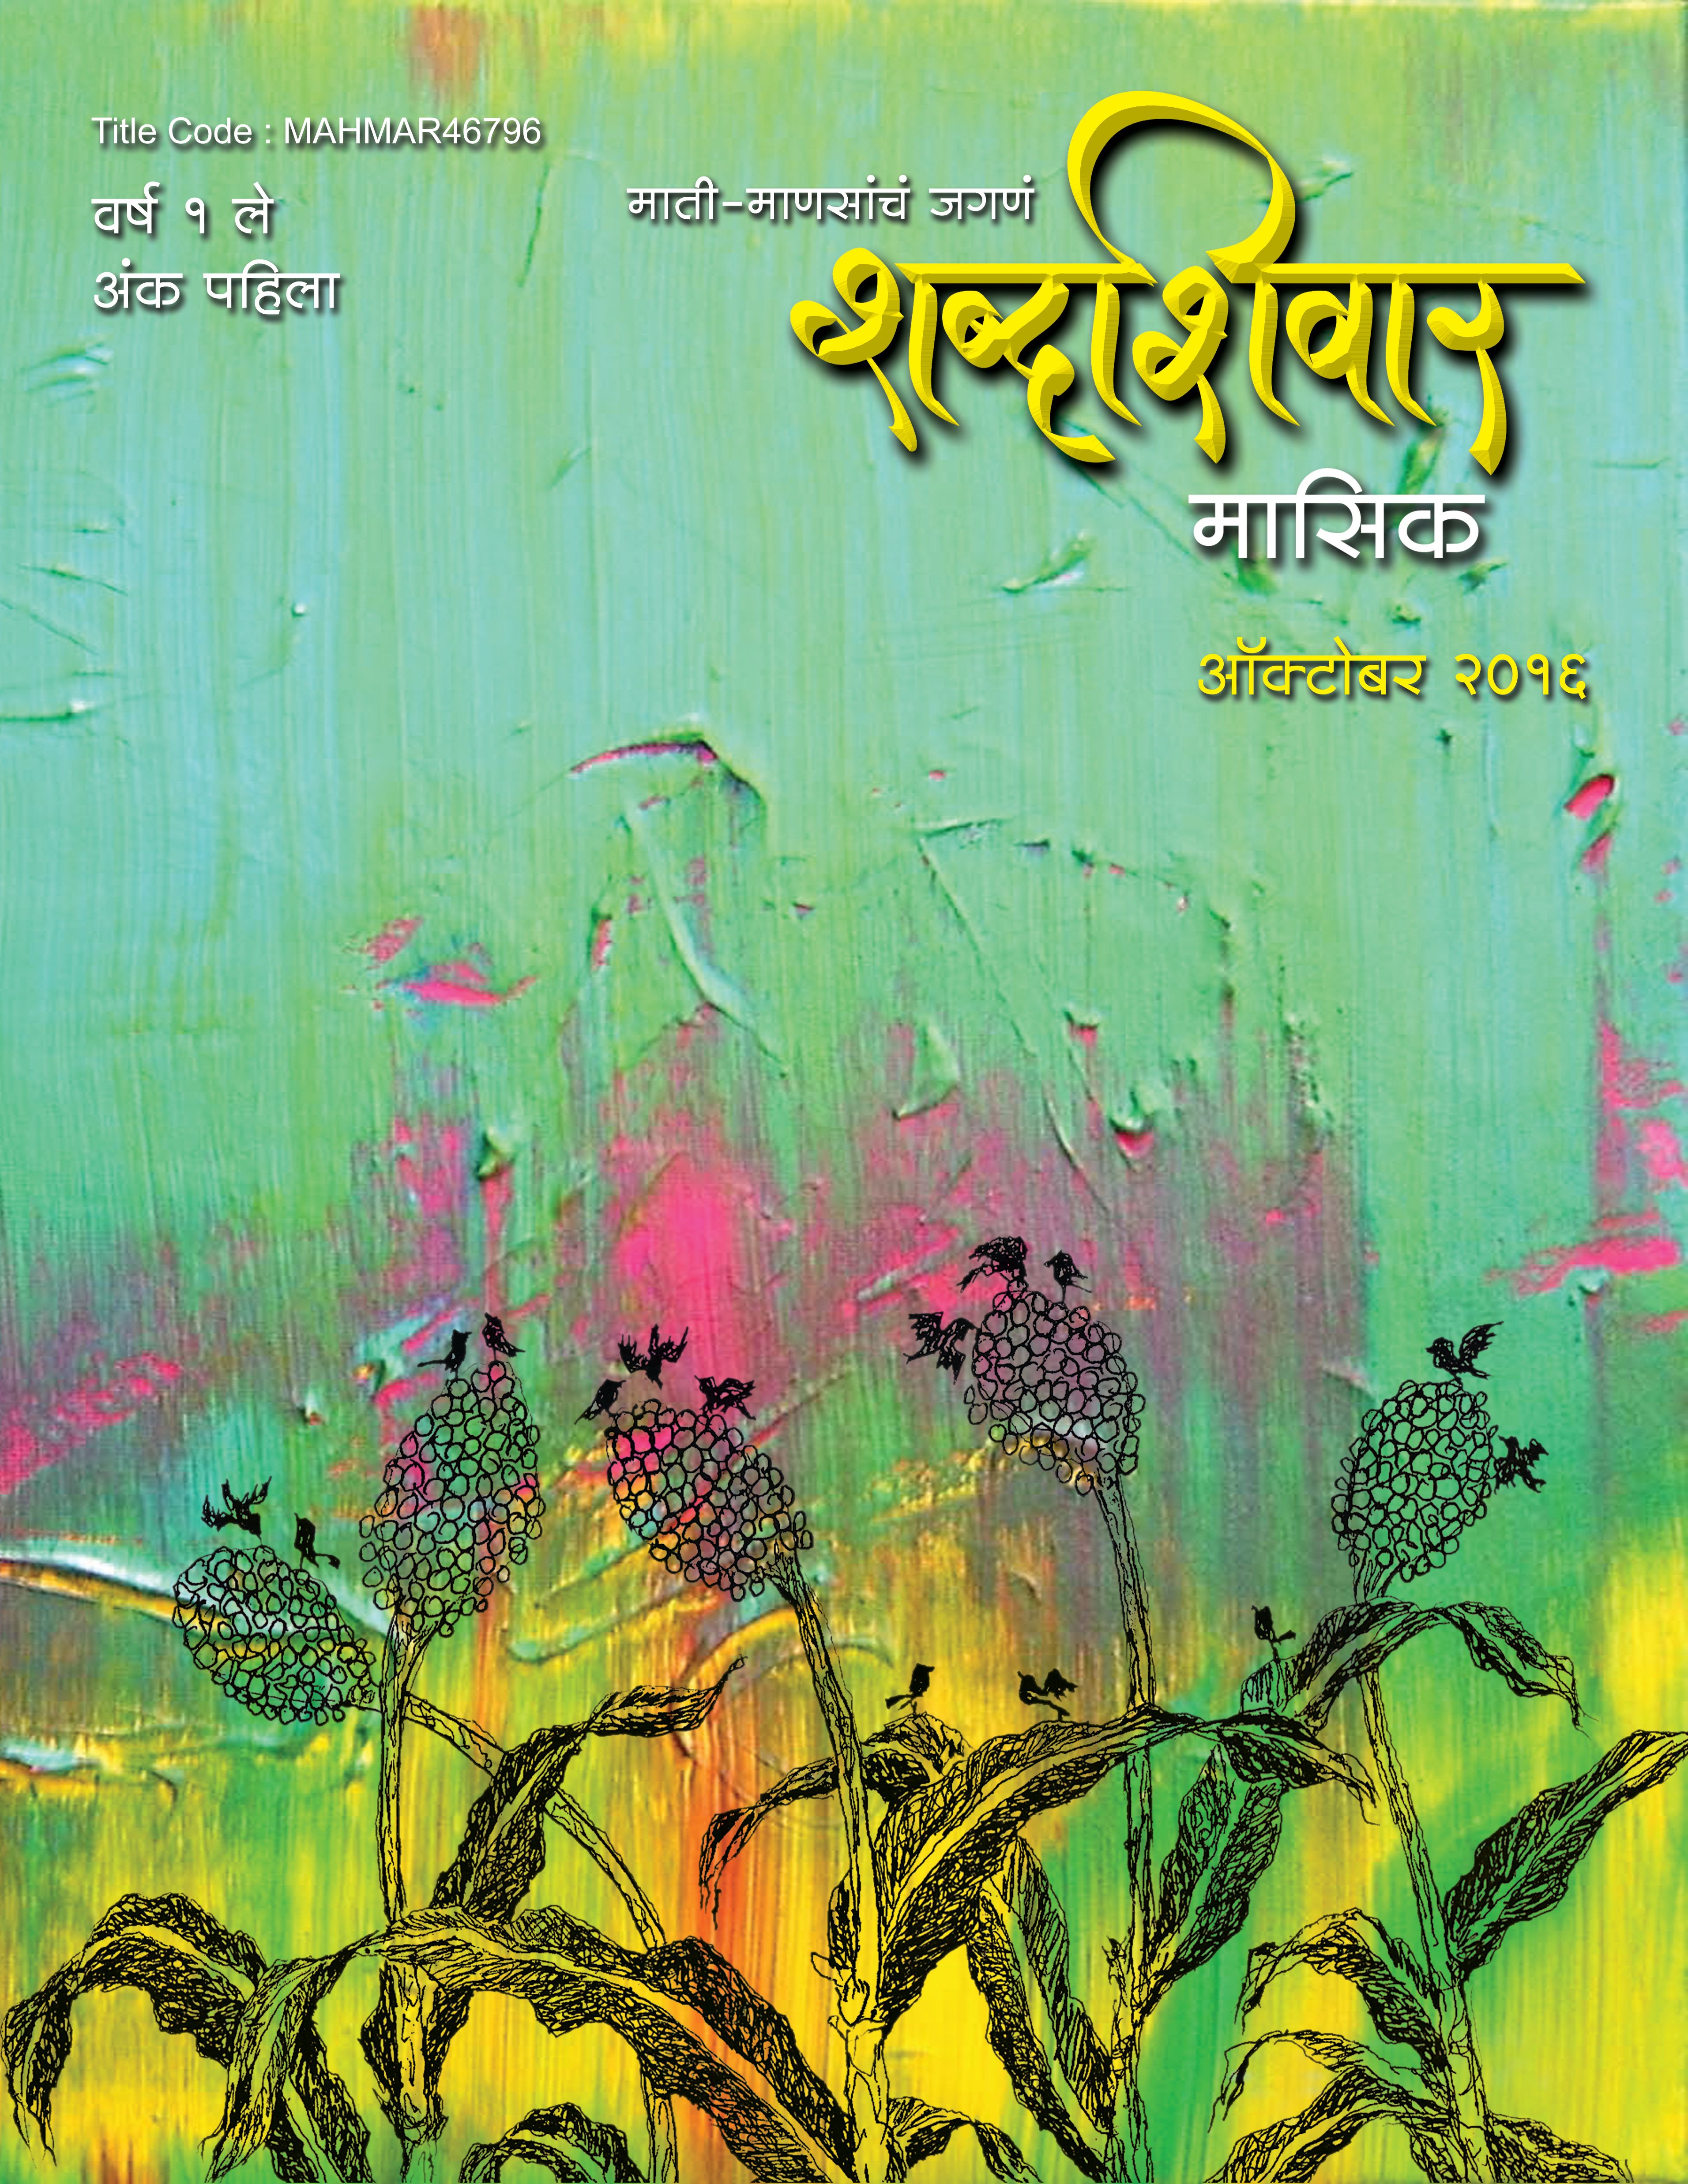 Title Code : MAHMAR46796
वर्ष १ ले
अंक पहिला
माती-माणसांचं जगणं
शब्दशिवार
मासिक
ऑक्टोबर २०१६